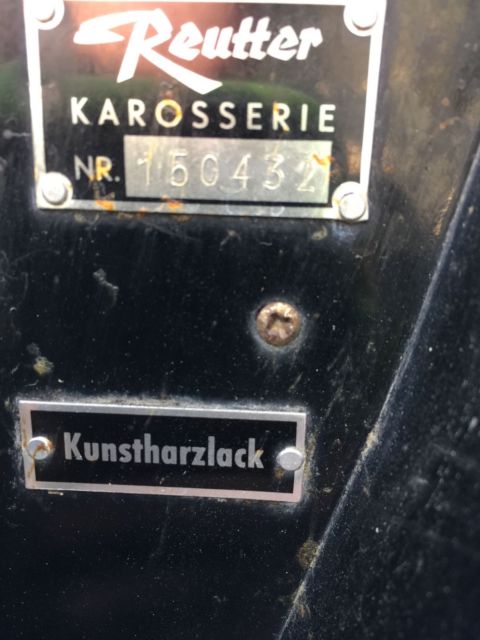 Reutter
KAROSSERIE
NR. 150432
Kunstharzlack